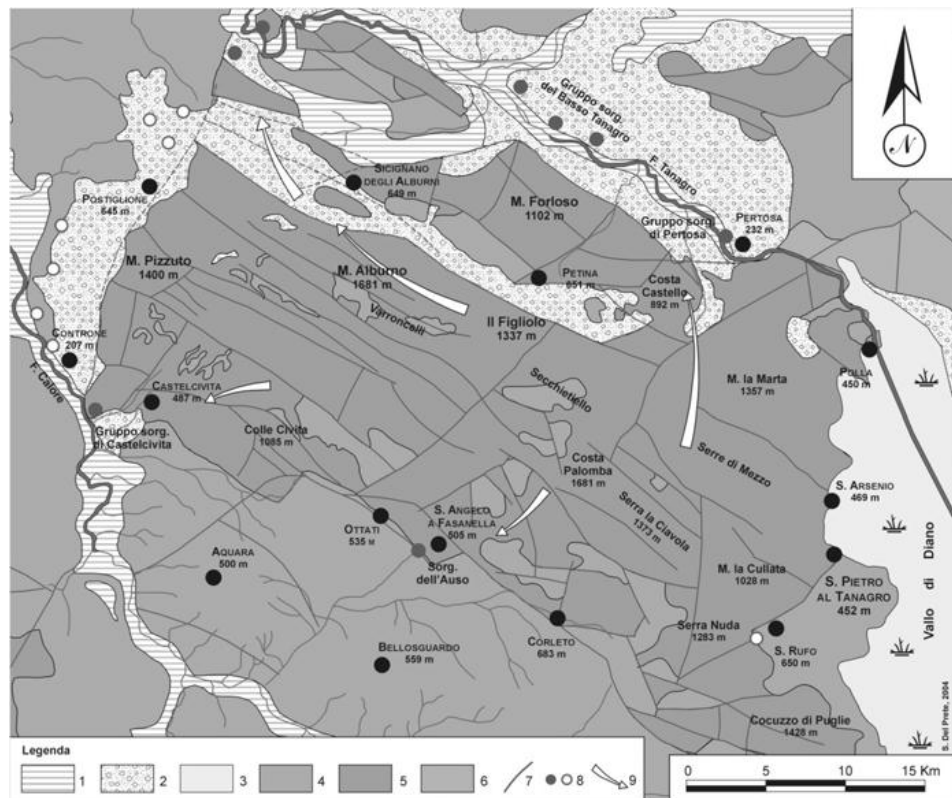 N
Gruppo sorg.
del Basso Tanagro
F. Tanagro
SICIGNANO
DEGLI ALBURNI
649 m
POSTIGLIONE
645 m
M. Forloso
1102 m
Gruppo sorg.
di Pertosa
PERTOSA
232 m
M. Pizzuto
1400 m
M. Alburno
1681 m
PETINA
651 m
Costa
Castello
892 m
Varroncelli
Il Figliolo
1337 m
CONTRONE
207 m
F. Calore
CASTELCIVITA
487 m
Secchietiello
M. la Marta
1357 m
POLLA
450 m
Gruppo sorg.
di Castelcivita
Colle Civita
1085 m
Costa
Palomba
1681 m
Serre di Mezzo
Serra la Ciavola
1373 m
S. ARSENIO
469 m
OTTATI
535 M
S. ANGELO
A FASANELLA
505 m
Sorg.
dell'Auso
AQUARA
500 m
M. la Cullata
1028 m
S. PIETRO
AL TANAGRO
452 m
Vallo di Diano
CORLETO
683 m
Serra Nuda
1283 m
S. RUFO
650 m
BELLOSGUARDO
559 m
Cocuzzo di Puglie
1428 m
S. Del Prete, 2004
Legenda
1 2 3 4 5 6 7 8 9
0 5 10 15 Km